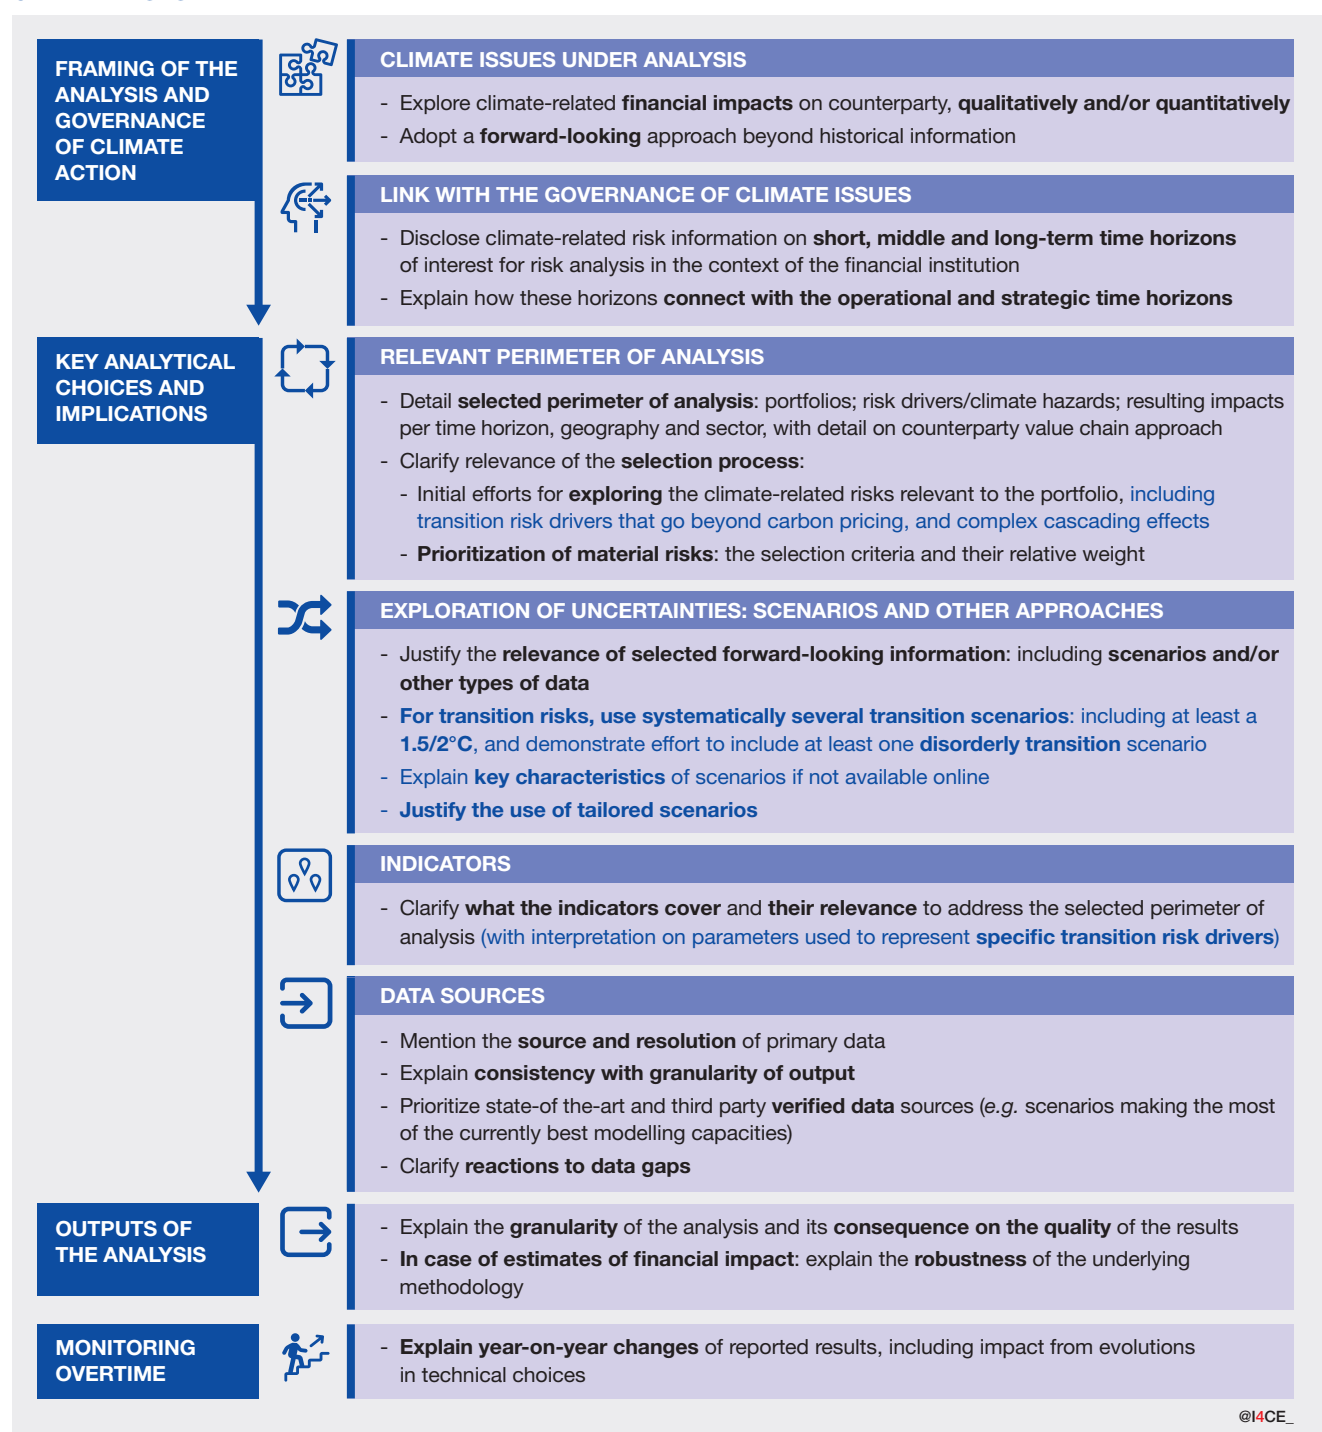 FRAMING OF THE
ANALYSIS AND
GOVERNANCE
OF CLIMATE
ACTION
CLIMATE ISSUES UNDER ANALYSIS
- Explore climate-related financial impacts on counterparty, qualitatively and/or quantitatively
- Adopt a forward-looking approach beyond historical information
LINK WITH THE GOVERNANCE OF CLIMATE ISSUES
- Disclose climate-related risk information on short, middle and long-term time horizons
of interest for risk analysis in the context of the financial institution
- Explain how these horizons connect with the operational and strategic time horizons
KEY ANALYTICAL
CHOICES AND
IMPLICATIONS
RELEVANT PERIMETER OF ANALYSIS
- Detail selected perimeter of analysis: portfolios; risk drivers/climate hazards; resulting impacts
per time horizon, geography and sector, with detail on counterparty value chain approach
- Clarify relevance of the selection process:
- Initial efforts for exploring the climate-related risks relevant to the portfolio, including
transition risk drivers that go beyond carbon pricing, and complex cascading effects
- Prioritization of material risks: the selection criteria and their relative weight
EXPLORATION OF UNCERTAINTIES: SCENARIOS AND OTHER APPROACHES
- Justify the relevance of selected forward-looking information: including scenarios and/or
other types of data
- For transition risks, use systematically several transition scenarios: including at least a
1.5/2°C, and demonstrate effort to include at least one disorderly transition scenario
- Explain key characteristics of scenarios if not available online
- Justify the use of tailored scenarios
INDICATORS
- Clarify what the indicators cover and their relevance to address the selected perimeter of
analysis (with interpretation on parameters used to represent specific transition risk drivers)
DATA SOURCES
- Mention the source and resolution of primary data
- Explain consistency with granularity of output
- Prioritize state-of the-art and third party verified data sources (e.g. scenarios making the most
of the currently best modelling capacities)
- Clarify reactions to data gaps
OUTPUTS OF
THE ANALYSIS
- Explain the granularity of the analysis and its consequence on the quality of the results
- In case of estimates of financial impact: explain the robustness of the underlying
methodology
MONITORING
OVERTIME
- Explain year-on-year changes of reported results, including impact from evolutions
in technical choices
@I4CE_